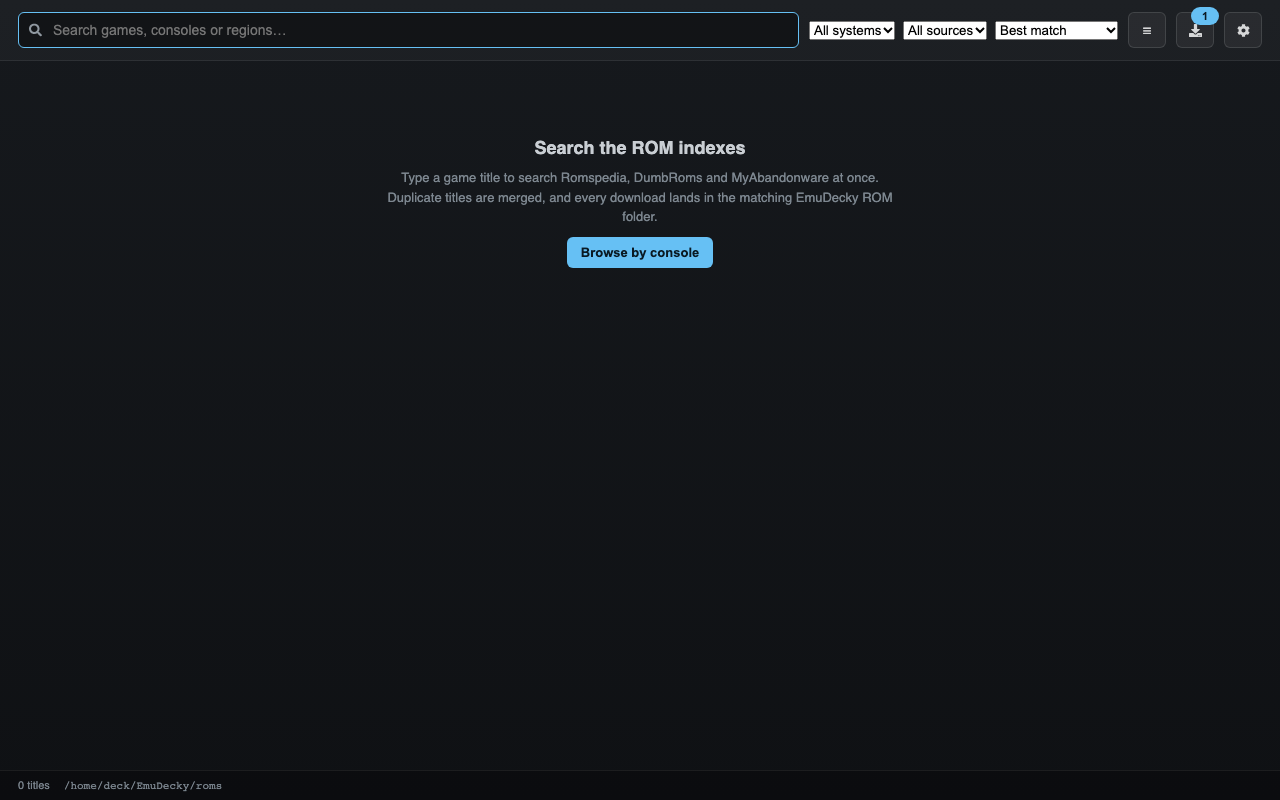 Search games, consoles or regions…
All systems
All sources
Best match
1
Search the ROM indexes
Type a game title to search Romspedia, DumbRoms and MyAbandonware at once.
Duplicate titles are merged, and every download lands in the matching EmuDecky ROM
folder.
Browse by console
0 titles
/home/deck/EmuDecky/roms